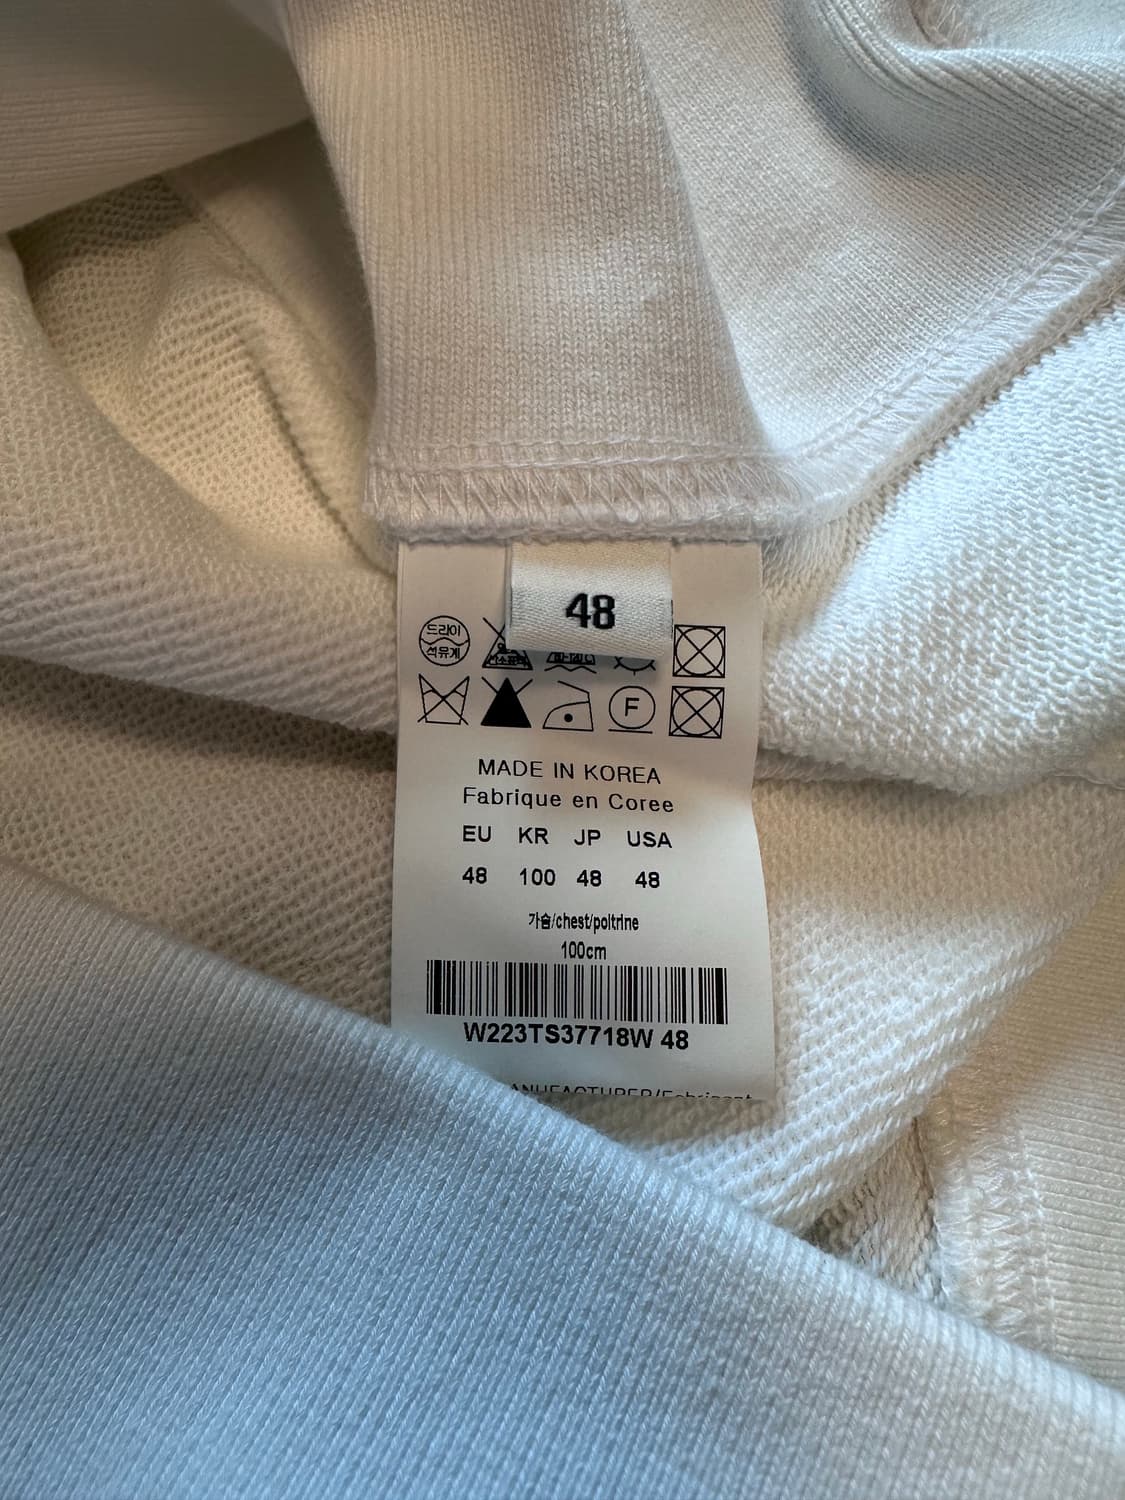 48
드라이
석유계
F
MADE IN KOREA
Fabrique en Coree
EU KR JP USA
48 100 48 48
가슴/chest/poltrine
100cm
W223TS37718W 48